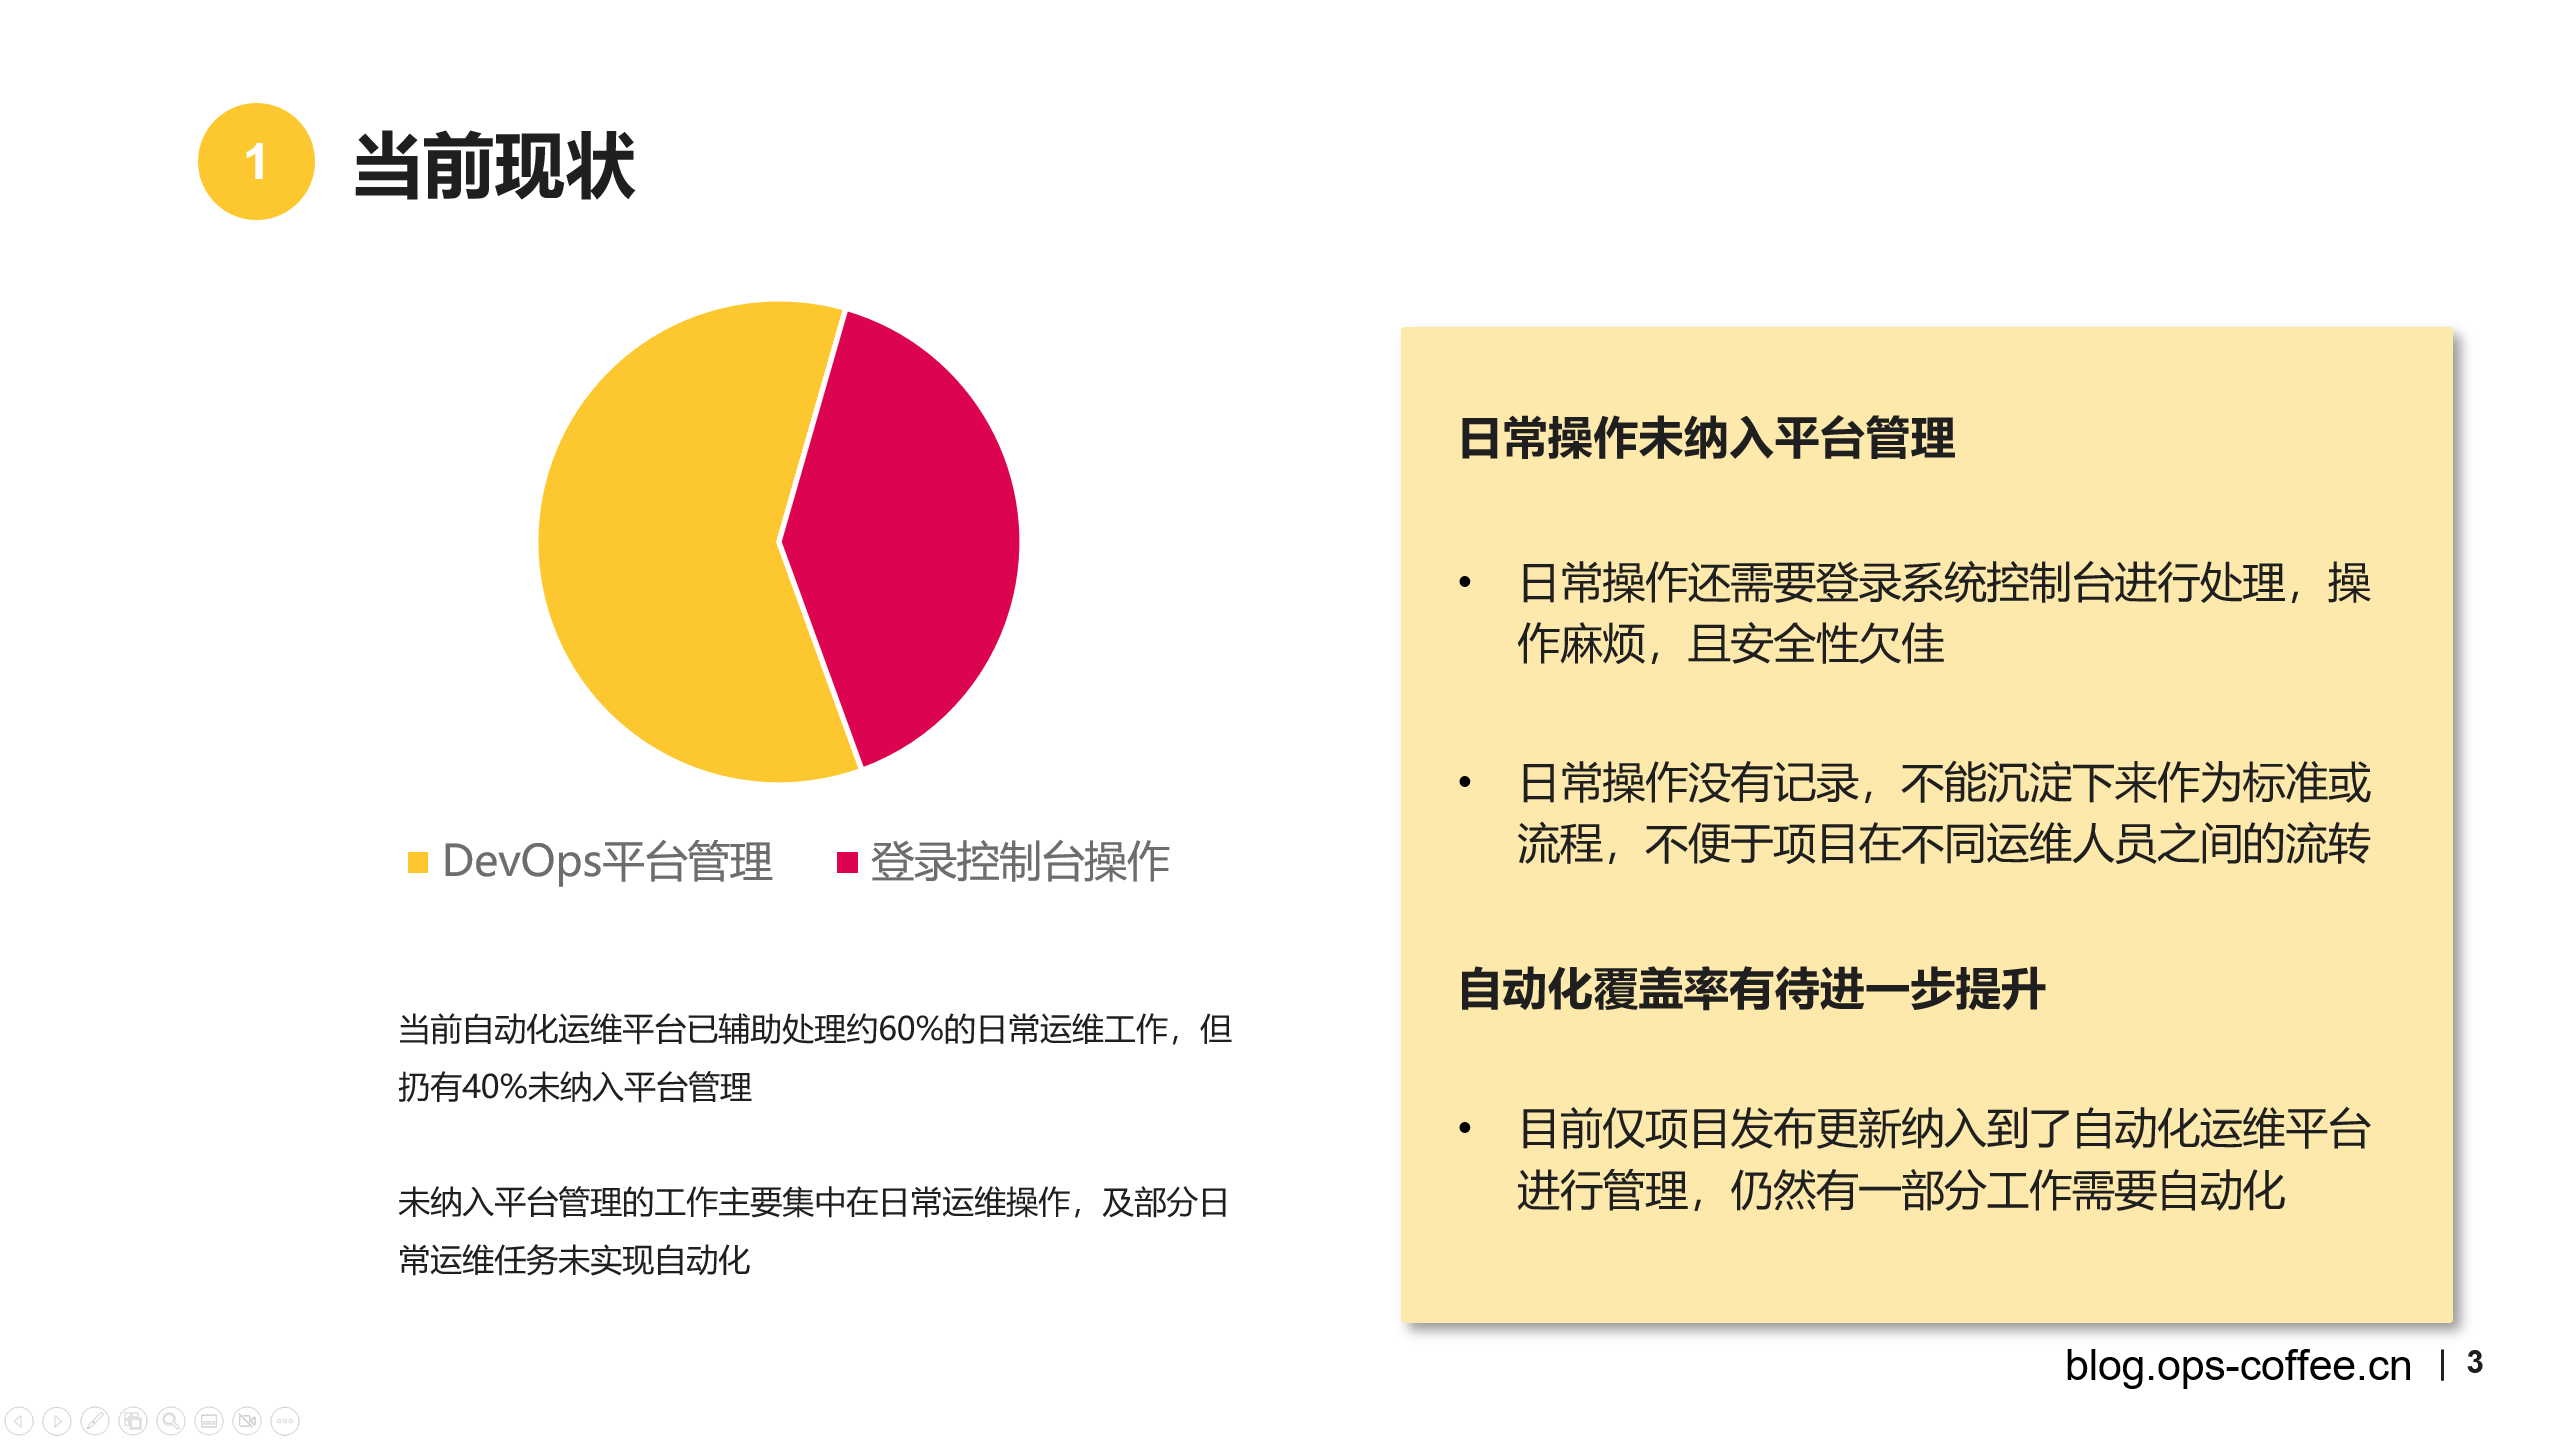 1
当前现状
DevOps平台管理
登录控制台操作
当前自动化运维平台已辅助处理约60%的日常运维工作，但
扔有40%未纳入平台管理
未纳入平台管理的工作主要集中在日常运维操作，及部分日
常运维任务未实现自动化
日常操作未纳入平台管理
• 日常操作还需要登录系统控制台进行处理，操
作麻烦，且安全性欠佳
• 日常操作没有记录，不能沉淀下来作为标准或
流程，不便于项目在不同运维人员之间的流转
自动化覆盖率有待进一步提升
• 目前仅项目发布更新纳入到了自动化运维平台
进行管理，仍然有一部分工作需要自动化
blog.ops-coffee.cn | 3